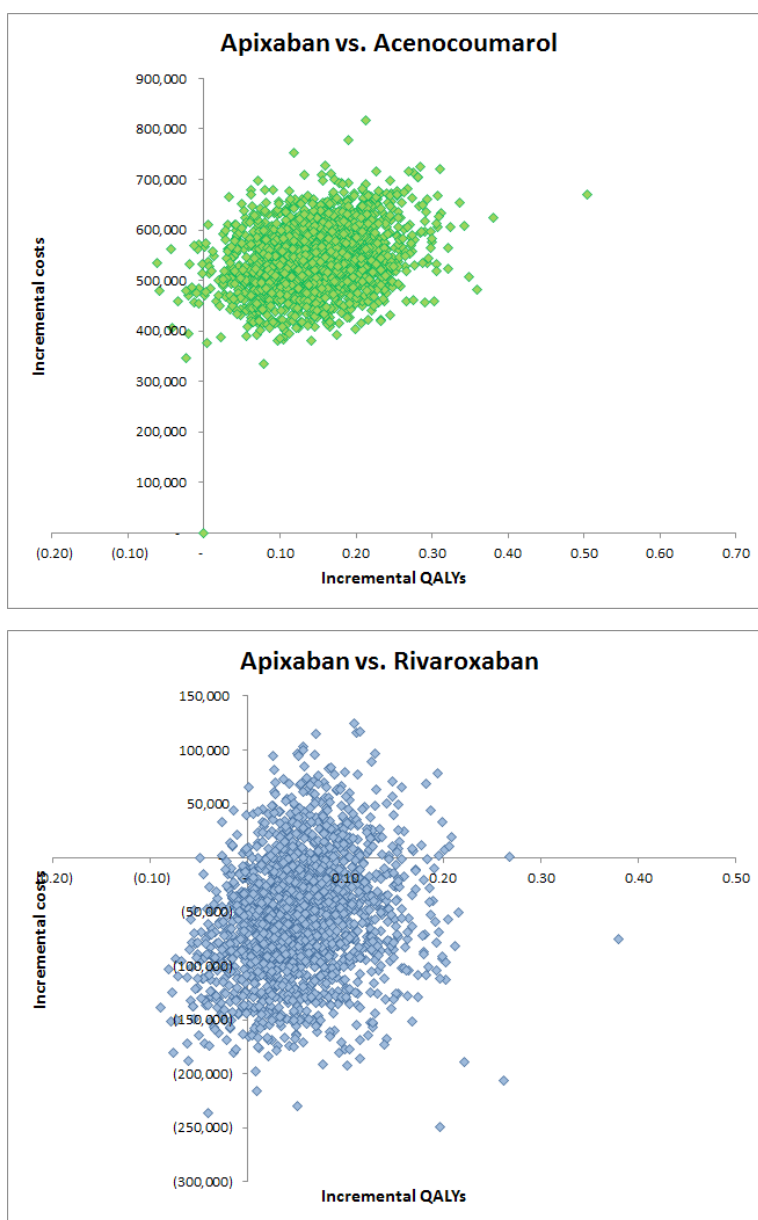 Apixaban vs. Acenocoumarol
900,000
800,000
700,000
600,000
500,000
400,000
300,000
200,000
100,000
-
Incremental costs
(0.20) (0.10) - 0.10 0.20 0.30 0.40 0.50 0.60 0.70
Incremental QALYs
Apixaban vs. Rivaroxaban
150,000
100,000
50,000
-
(0.20) (0.10) - 0.10 0.20 0.30 0.40 0.50
(50,000)
(100,000)
(150,000)
(200,000)
(250,000)
(300,000)
Incremental costs
Incremental QALYs